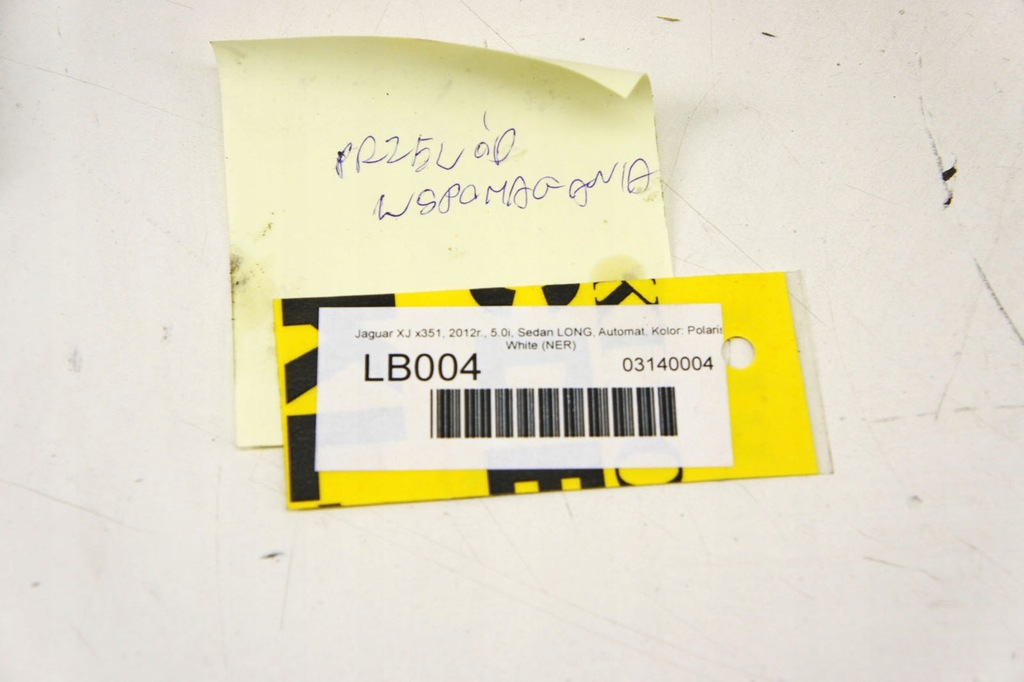 PRZEWÓD
WSPOMAGANIA
Jaguar XJ x351, 2012r., 5.0i, Sedan LONG, Automat, Kolor: Polaris
White (NER)
LB004
03140004